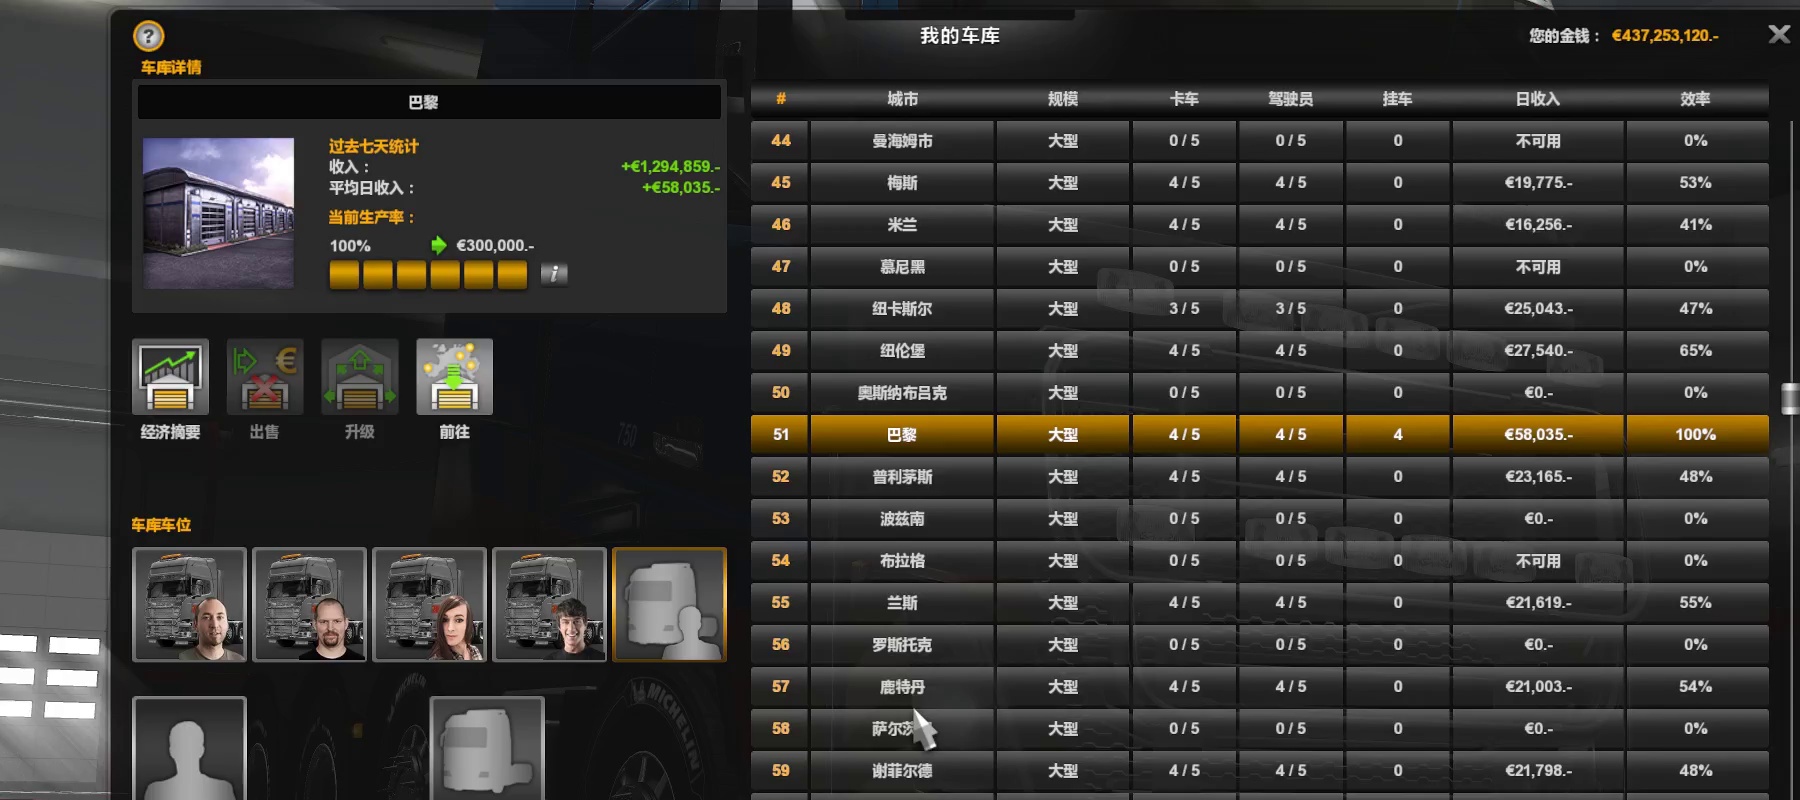 我的车库
您的金钱： €437,253,120.-
?
车库详情
巴黎
过去七天统计
收入： +€1,294,859.-
平均日收入： +€58,035.-
当前生产率：
100% €300,000.-
i
经济摘要 出售 升级 前往
车库车位
# 城市 规模 卡车 驾驶员 挂车 日收入 效率
44 曼海姆市 大型 0 / 5 0 / 5 0 不可用 0%
45 梅斯 大型 4 / 5 4 / 5 0 €19,775.- 53%
46 米兰 大型 4 / 5 4 / 5 0 €16,256.- 41%
47 慕尼黑 大型 0 / 5 0 / 5 0 不可用 0%
48 纽卡斯尔 大型 3 / 5 3 / 5 0 €25,043.- 47%
49 纽伦堡 大型 4 / 5 4 / 5 0 €27,540.- 65%
50 奥斯纳布吕克 大型 0 / 5 0 / 5 0 €0.- 0%
51 巴黎 大型 4 / 5 4 / 5 4 €58,035.- 100%
52 普利茅斯 大型 4 / 5 4 / 5 0 €23,165.- 48%
53 波兹南 大型 0 / 5 0 / 5 0 €0.- 0%
54 布拉格 大型 0 / 5 0 / 5 0 不可用 0%
55 兰斯 大型 4 / 5 4 / 5 0 €21,619.- 55%
56 罗斯托克 大型 0 / 5 0 / 5 0 €0.- 0%
57 鹿特丹 大型 4 / 5 4 / 5 0 €21,003.- 54%
58 萨尔茨 大型 0 / 5 0 / 5 0 €0.- 0%
59 谢菲尔德 大型 4 / 5 4 / 5 0 €21,798.- 48%
750
MICHELIN
MICHELIN